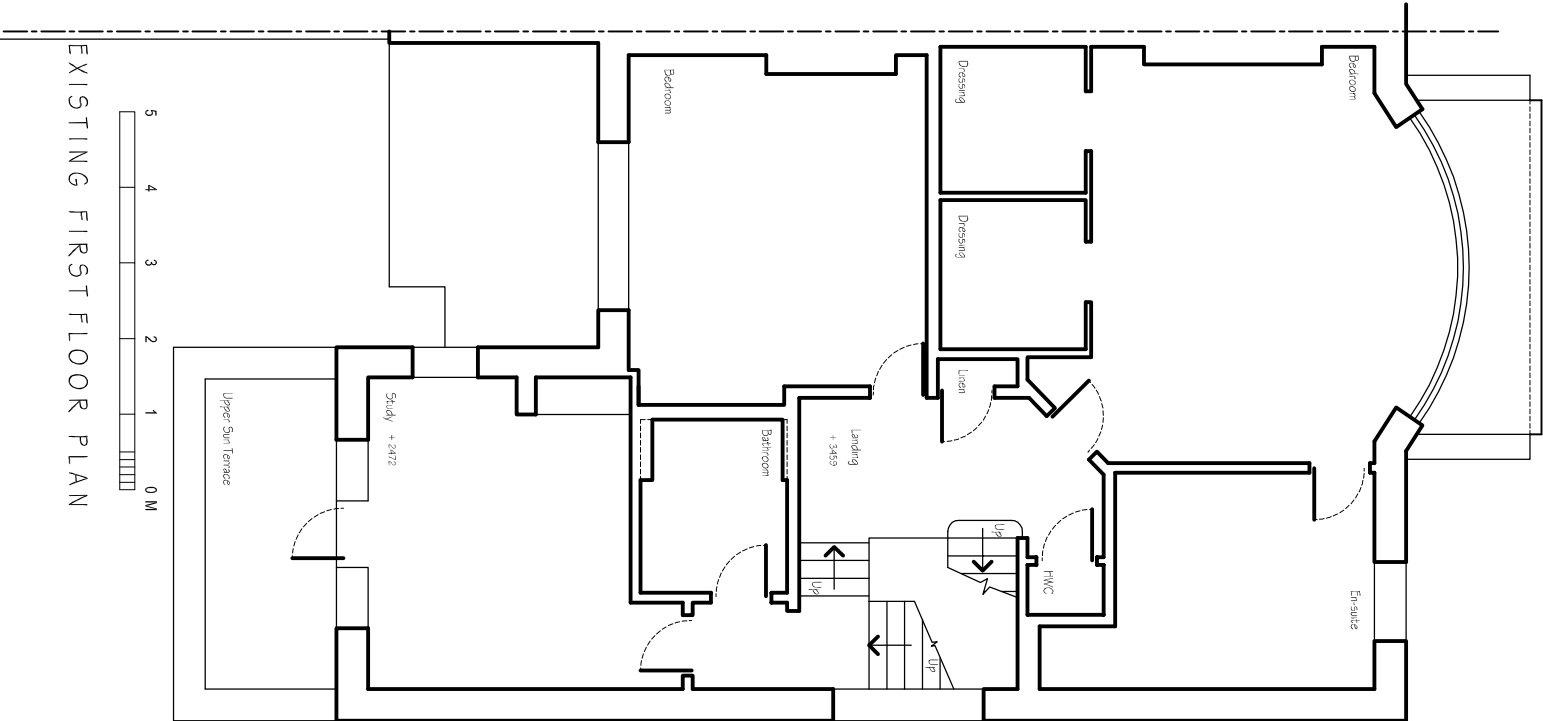 Bedroom
En-suite
Dressing
Dressing
Linen
HWC
Up
Up
Up
Landing
+ 3459
Bedroom
Bathroom
Study + 2472
Upper Sun Terrace
5 4 3 2 1 0 M
EXISTING FIRST FLOOR PLAN